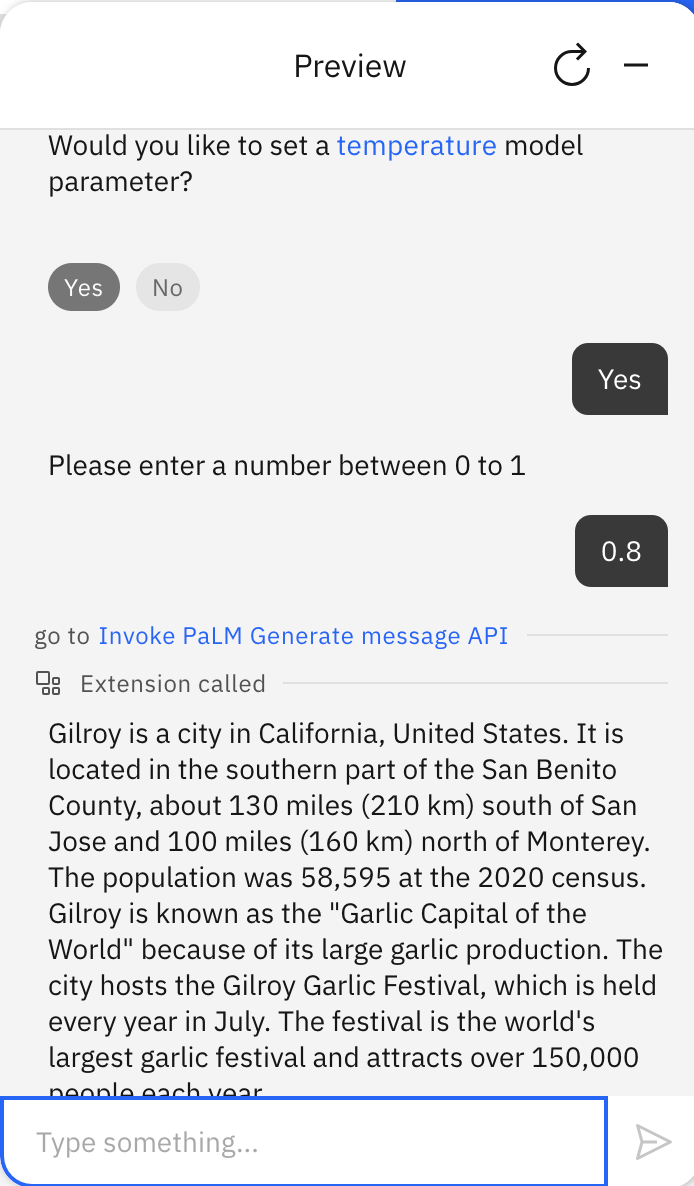 Preview
Would you like to set a temperature model
parameter?
Yes No
Yes
Please enter a number between 0 to 1
0.8
go to Invoke PaLM Generate message API
Extension called
Gilroy is a city in California, United States. It is
located in the southern part of the San Benito
County, about 130 miles (210 km) south of San
Jose and 100 miles (160 km) north of Monterey.
The population was 58,595 at the 2020 census.
Gilroy is known as the "Garlic Capital of the
World" because of its large garlic production. The
city hosts the Gilroy Garlic Festival, which is held
every year in July. The festival is the world's
largest garlic festival and attracts over 150,000
people each year
Type something...